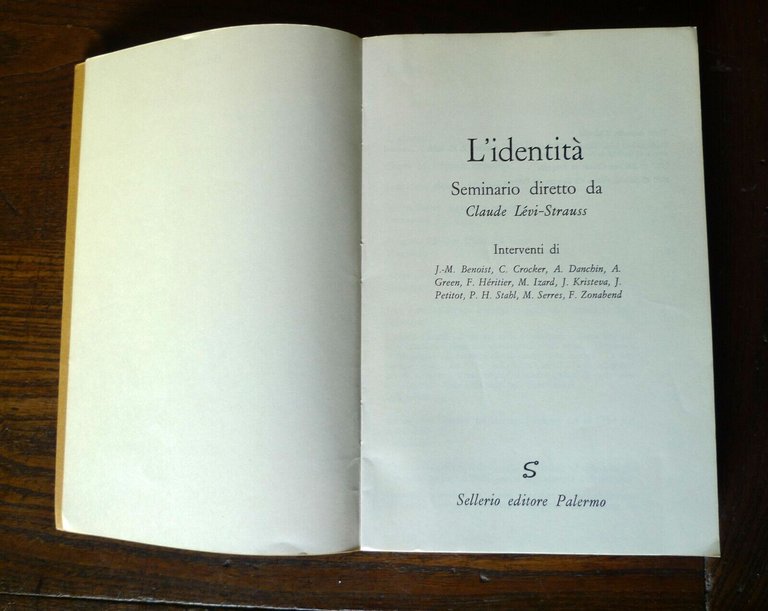 L'identità
Seminario diretto da
Claude Lévi-Strauss
Interventi di
J.-M. Benoist, C. Crocker, A. Danchin, A.
Green, F. Héritier, M. Izard, J. Kristeva, J.
Petitot, P. H. Stahl, M. Serres, F. Zonabend
S
Sellerio editore Palermo